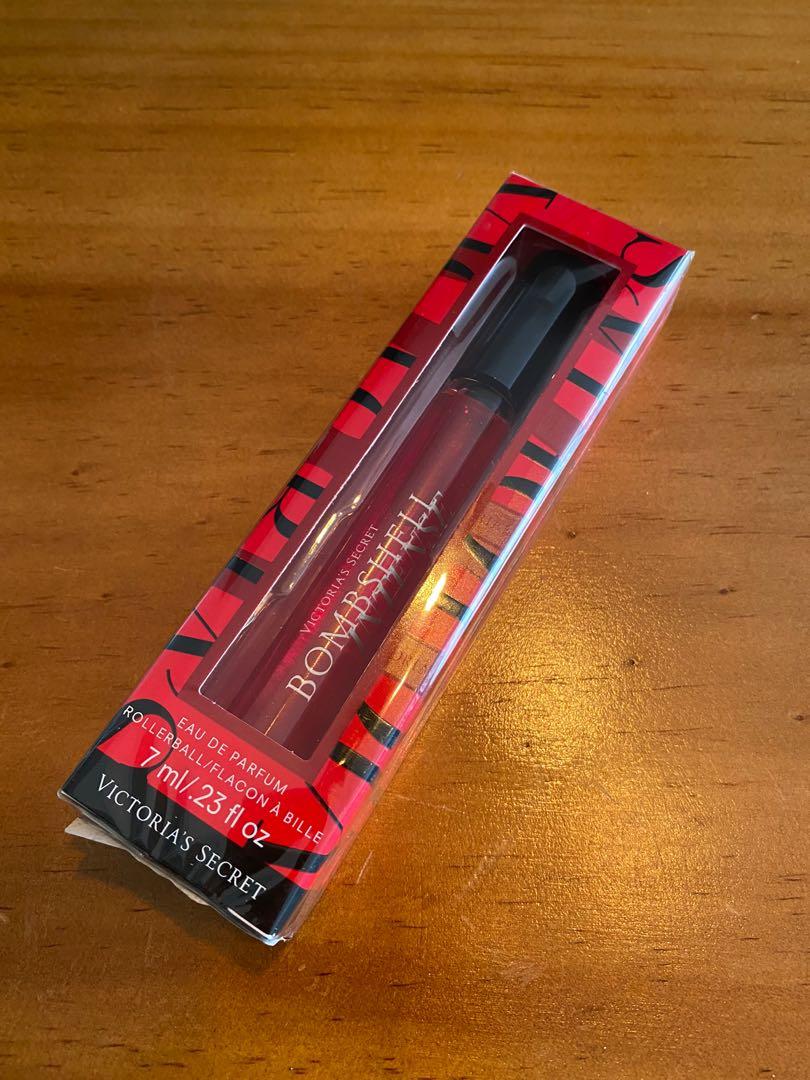 VICTORIA'S SECRET
BOMBSHELL
EAU DE PARFUM
ROLLERBALL/FLACON À BILLE
7 ml/.23 fl oz
VICTORIA'S SECRET